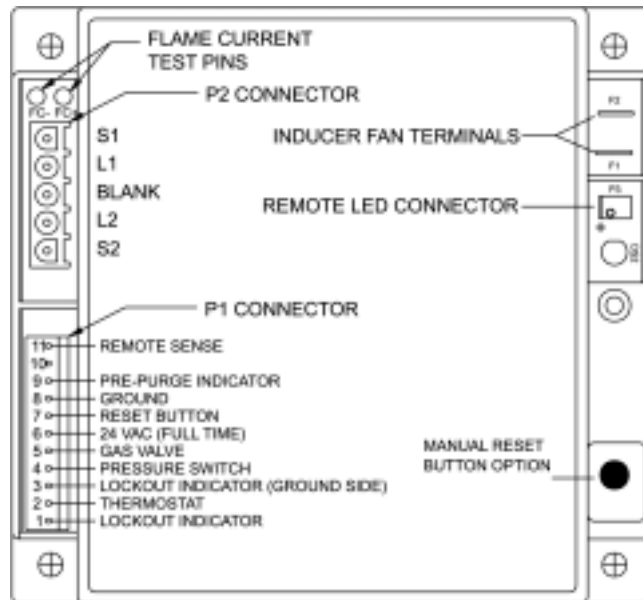 FLAME CURRENT
TEST PINS
FC- FC
P2 CONNECTOR
S1
L1
BLANK
L2
S2
INDUCER FAN TERMINALS
F2
F1
REMOTE LED CONNECTOR
P5
P1 CONNECTOR
11 REMOTE SENSE
10
9 PRE-PURGE INDICATOR
8 GROUND
7 RESET BUTTON
6 24 VAC (FULL TIME)
5 GAS VALVE
4 PRESSURE SWITCH
3 LOCKOUT INDICATOR (GROUND SIDE)
2 THERMOSTAT
1 LOCKOUT INDICATOR
MANUAL RESET
BUTTON OPTION